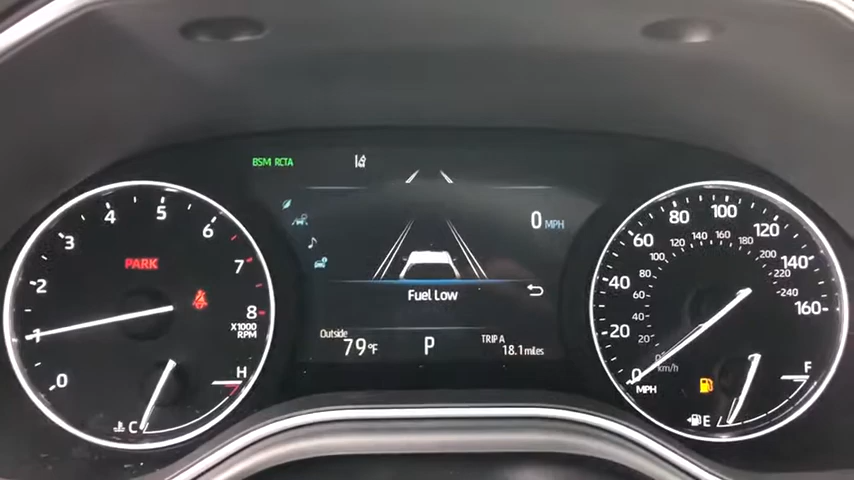 BSM RCTA
0 MPH
Fuel Low
Outside
79°F
P
TRIP A
18.1 miles
PARK
0
1
2
3
4
5
6
7
8
X1000
RPM
H
C
0
20
40
60
80
100
120
140
160
MPH
20
40
60
80
100
120
140
160
180
200
220
240
km/h
F
E